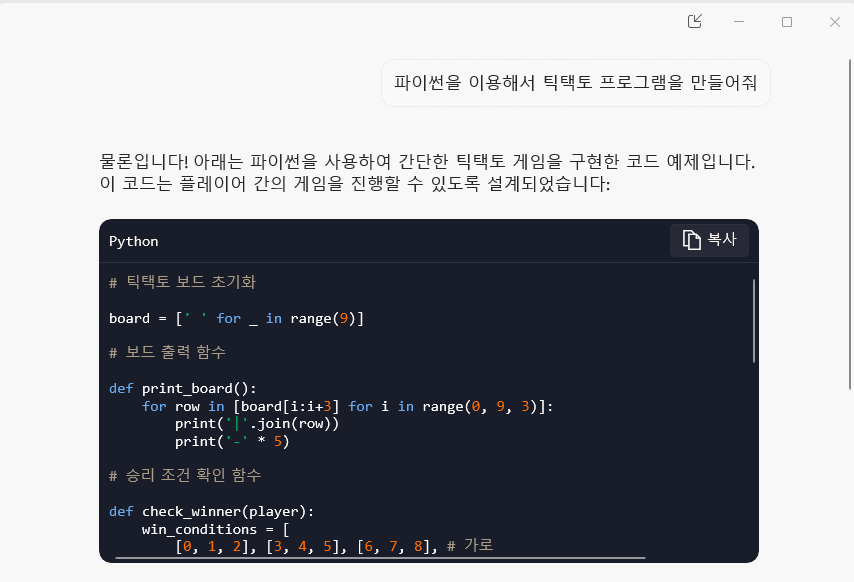 파이썬을 이용해서 틱택토 프로그램을 만들어줘
물론입니다! 아래는 파이썬을 사용하여 간단한 틱택토 게임을 구현한 코드 예제입니다.
이 코드는 플레이어 간의 게임을 진행할 수 있도록 설계되었습니다:
Python
복사
# 틱택토 보드 초기화
board = [' ' for _ in range(9)]
# 보드 출력 함수
def print_board():
    for row in [board[i:i+3] for i in range(0, 9, 3)]:
        print('|'.join(row))
        print('-' * 5)
# 승리 조건 확인 함수
def check_winner(player):
    win_conditions = [
        [0, 1, 2], [3, 4, 5], [6, 7, 8], # 가로